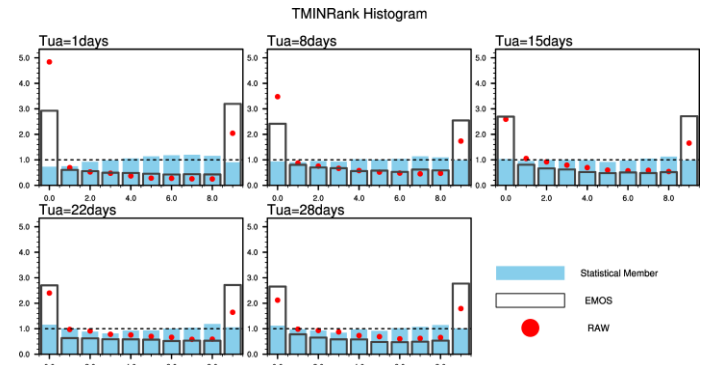 TMINRank Histogram
Tua=1days
Tua=8days
Tua=15days
5.0 5.0 5.0
4.0 4.0 4.0
3.0 3.0 3.0
2.0 2.0 2.0
1.0 1.0 1.0
0.0 0.0 0.0
0.0 2.0 4.0 6.0 8.0 0.0 2.0 4.0 6.0 8.0 0.0 2.0 4.0 6.0 8.0
Tua=22days
Tua=28days
5.0 5.0
4.0 4.0
3.0 3.0
2.0 2.0
1.0 1.0
0.0 0.0
Statistical Member
EMOS
RAW